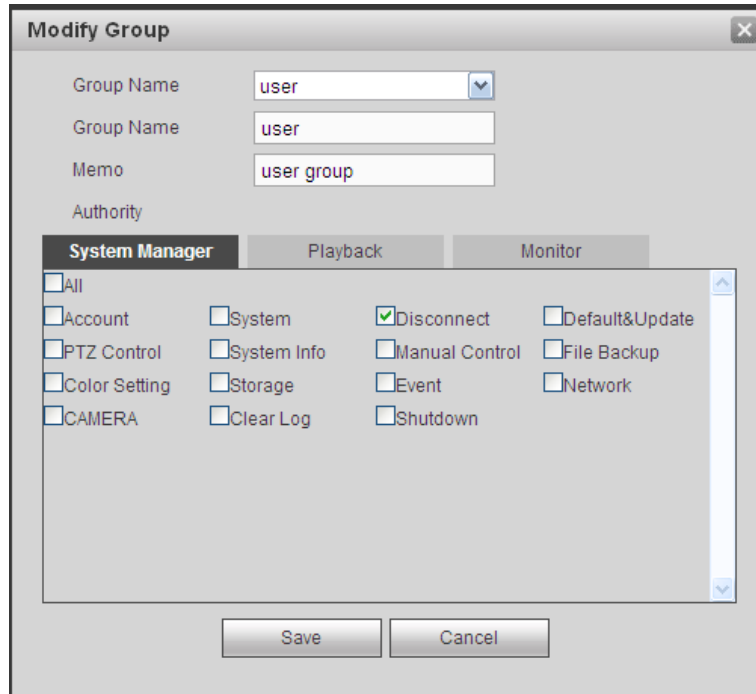 Modify Group
Group Name user
Group Name user
Memo user group
Authority
System Manager Playback Monitor
All
Account System Disconnect Default&Update
PTZ Control System Info Manual Control File Backup
Color Setting Storage Event Network
CAMERA Clear Log Shutdown
Save Cancel